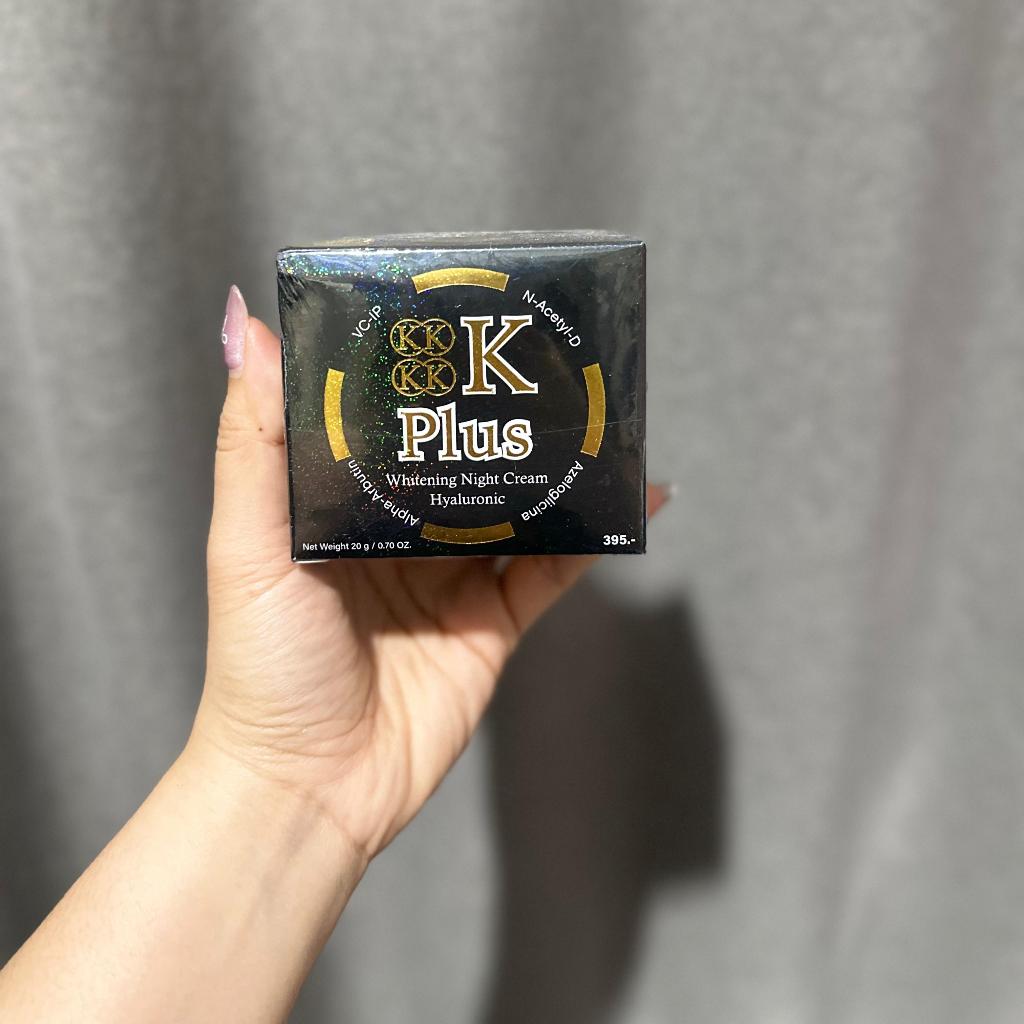 VC-IP
N-Acetyl-D
KK
KK
K
Plus
Whitening Night Cream
Hyaluronic
Alpha-Arbutin
Azeloglicina
Net Weight 20 g / 0.70 OZ.
395.-